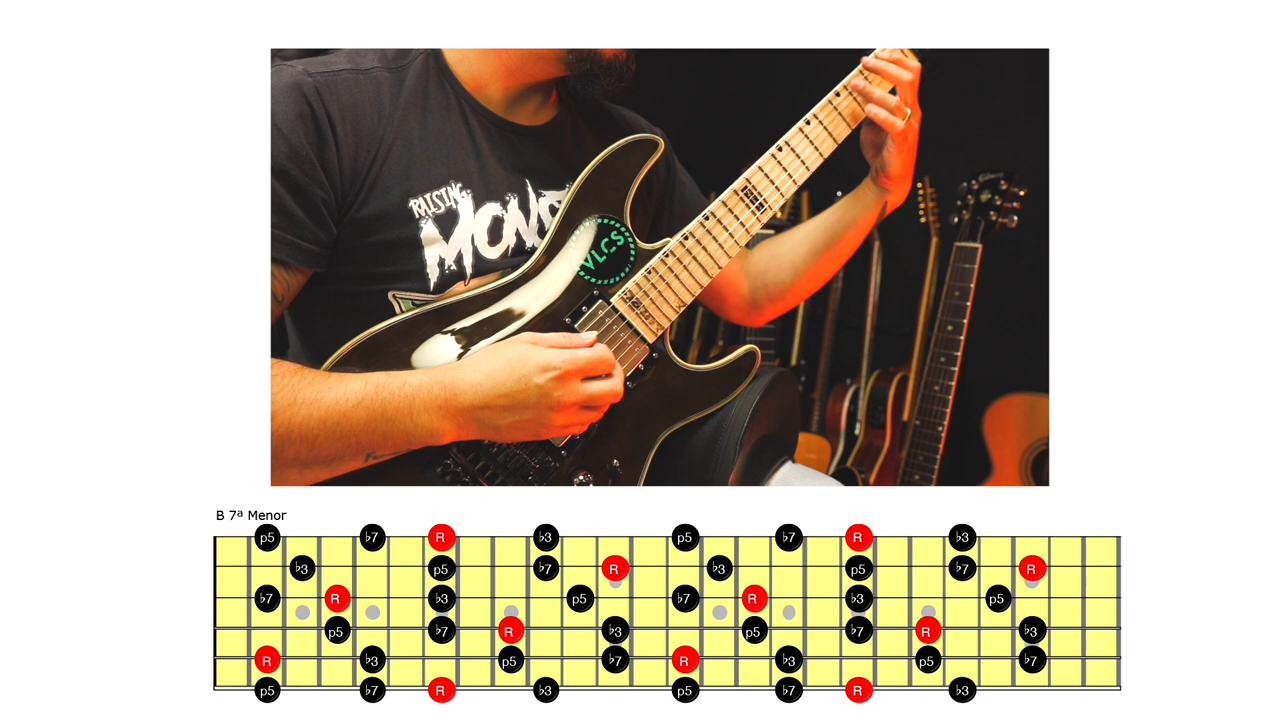 RAISING
MONS
VLCS
Gibson
B 7ª Menor
p5 ♭7 R ♭3 p5 ♭7 R ♭3
♭3 p5 ♭7 R ♭3 p5 ♭7 R
♭7 R ♭3 p5 ♭7 R ♭3 p5
p5 ♭7 R ♭3 p5 ♭7 R ♭3
R ♭3 p5 ♭7 R ♭3 p5 ♭7
p5 ♭7 R ♭3 p5 ♭7 R ♭3